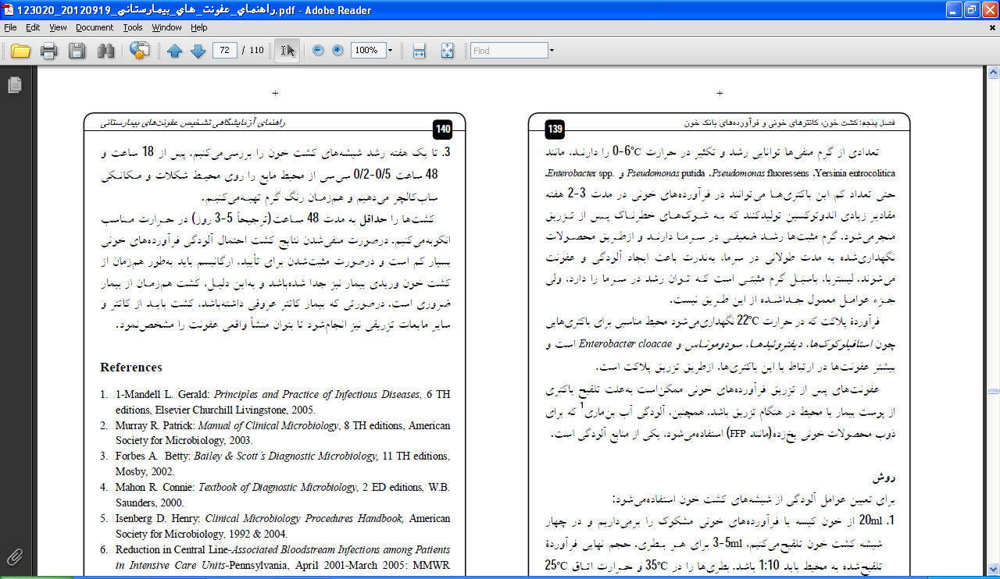 123020_20120919_راهنماي_عفونت_هاي_بيمارستاني.pdf - Adobe Reader
File Edit View Document Tools Window Help
72 / 110 100% Find
139
فصل پنجم: کشت خون، کاتترهای خونی و فرآورده‌های بانک خون
تعدادی از گرم منفی‌ها توانایی رشد و تکثیر در حرارت 0-6°C را دارند، مانند
Yersinia entrocolitica، Pseudomonas fluoressens، Pseudomonas putida و Enterobacter spp.
حتی تعداد کم این باکتری‌ها می‌توانند در فرآورده‌های خونی در مدت 3-2 هفته
مقادیر زیادی اندوتوکسین تولیدکنند که به شوک‌های خطرناک پس از تزریق
منجرمی‌شود. گرم مثبت‌ها رشد ضعیفی در سرما دارند و ازطریق محصولات
نگهداری‌شده به مدت طولانی در سرما، به‌ندرت باعث ایجاد آلودگی و عفونت
می‌شوند. لیستریا، باسیل گرم مثبتی است که توان رشد در سرما را دارد، ولی
جزء عوامل معمول جداشده از این طریق نیست.
فرآوردهٔ پلاکت که در حرارت 22°C نگهداری‌می‌شود محیط مناسبی برای باکتری‌هایی
چون استافیلوکوک‌ها، دیفتروئیدها، سودوموناس و Enterobacter cloacae است و
بیشتر عفونت‌ها در ارتباط با این باکتری‌ها، ازطریق تزریق پلاکت است.
عفونت‌های پس از تزریق فرآورده‌های خونی ممکن‌است به‌علت تلقیح باکتری
از پوست بیمار یا محیط در هنگام تزریق باشد. همچنین، آلودگی آب بن‌ماری1 که برای
ذوب محصولات خونی یخ‌زده(مانند FFP) استفاده‌می‌شود، یکی از منابع آلودگی است.
روش
برای تعیین عوامل آلودگی از شیشه‌های کشت خون استفاده‌می‌شود:
1. 20ml از خون کیسه یا فرآورده‌های خونی مشکوک را برمی‌داریم و در چهار
شیشه کشت خون تلقیح‌می‌کنیم، 3-5ml برای هر بطری. حجم نهایی فرآوردهٔ
تلقیح‌شده به محیط باید 1:10 باشد. بطری‌ها را در 35°C و حرارت اتاق 25°C
140
راهنمای آزمایشگاهی تشخیص عفونت‌های بیمارستانی
3. تا یک هفته رشد شیشه‌های کشت خون را بررسی‌می‌کنیم. پس از 18 ساعت و
48 ساعت 0/5-0/2 سی‌سی از محیط مایع را روی محیط شکلات و مکانکی
ساب‌کالچر می‌دهیم و هم‌زمان رنگ گرم تهیه‌می‌کنیم.
کشت‌ها را حداقل به مدت 48 ساعت(ترجیحاً 5-3 روز) در حرارت مناسب
انکوبه‌می‌کنیم. درصورت منفی‌شدن نتایج کشت احتمال آلودگی فرآورده‌های خونی
بسیار کم است و درصورت مثبت‌شدن برای تأیید، ارگانیسم باید به‌طور هم‌زمان از
کشت خون وریدی بیمار نیز جدا شده‌باشد و به‌این دلیل، کشت هم‌زمان از بیمار
ضروری است. درصورتی که بیمار کاتتر عروقی داشته‌باشد، کشت باید از کاتتر و
سایر مایعات تزریقی نیز انجام‌شود تا بتوان منشأ واقعی عفونت را مشخص‌نمود.
References
1. 1-Mandell L. Gerald: Principles and Practice of Infectious Diseases, 6 TH
editions, Elsevier Churchill Livingstone, 2005.
2. Murray R. Patrick: Manual of Clinical Microbiology, 8 TH editions, American
Society for Microbiology, 2003.
3. Forbes A. Betty: Bailey & Scott´s Diagnostic Microbiology, 11 TH editions,
Mosby, 2002.
4. Mahon R. Connie: Textbook of Diagnostic Microbiology, 2 ED editions, W.B.
Saunders, 2000.
5. Isenberg D. Henry: Clinical Microbiology Procedures Handbook, American
Society for Microbiology, 1992 & 2004.
6. Reduction in Central Line-Associated Bloodstream Infections among Patients
in Intensive Care Units-Pennsylvania, April 2001-March 2005: MMWR